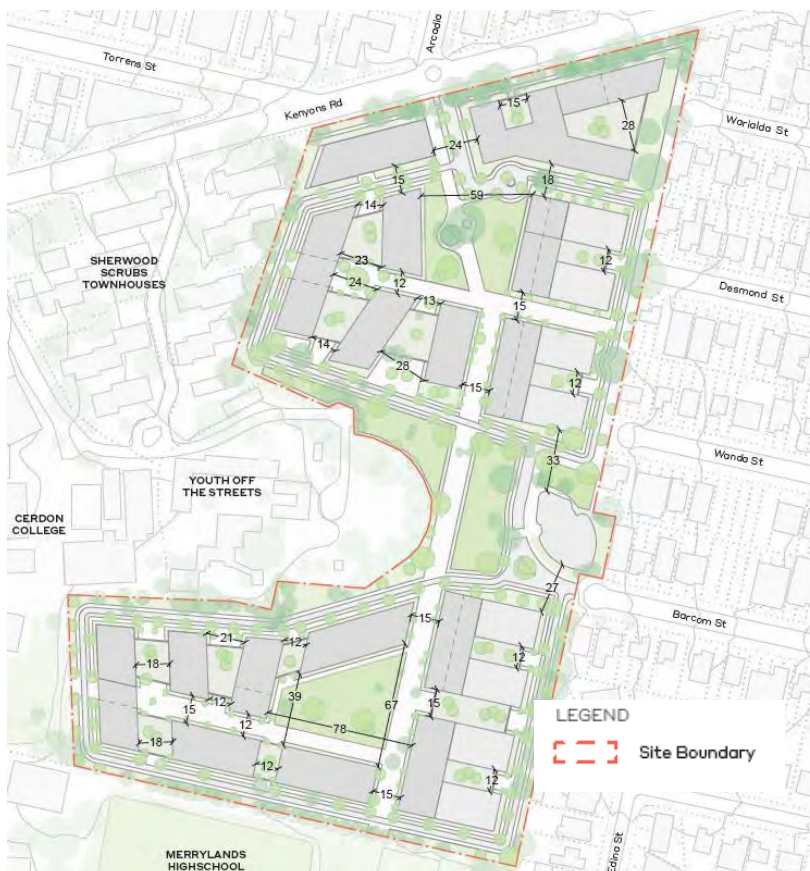 Arcadia
Torrens St
Kenyons Rd
15
28
Warialda St
24
15
18
59
14
SHERWOOD
SCRUBS
TOWNHOUSES
23
24
12
12
13
Desmond St
15
14
28
15
12
33
Wanda St
YOUTH OFF
THE STREETS
CERDON
COLLEGE
27
Barcom St
15
21
12
18
12
39
67
15
15
12
12
78
18
12
12
15
LEGEND
Site Boundary
Edina St
MERRYLANDS
HIGHSCHOOL